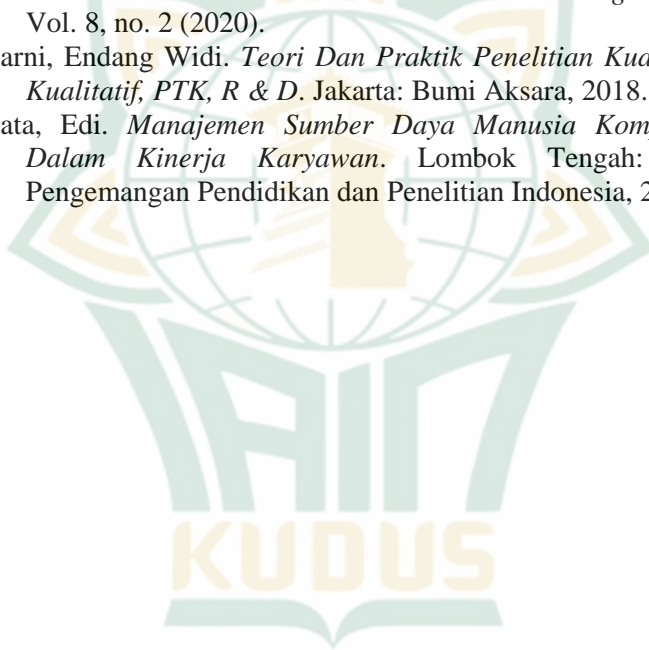 Vol. 8, no. 2 (2020).
arni, Endang Widi. Teori Dan Praktik Penelitian Kua
Kualitatif, PTK, R & D. Jakarta: Bumi Aksara, 2018.
ata, Edi. Manajemen Sumber Daya Manusia Kom
Dalam Kinerja Karyawan. Lombok Tengah:
Pengemangan Pendidikan dan Penelitian Indonesia, 2
IAIN
KUDUS